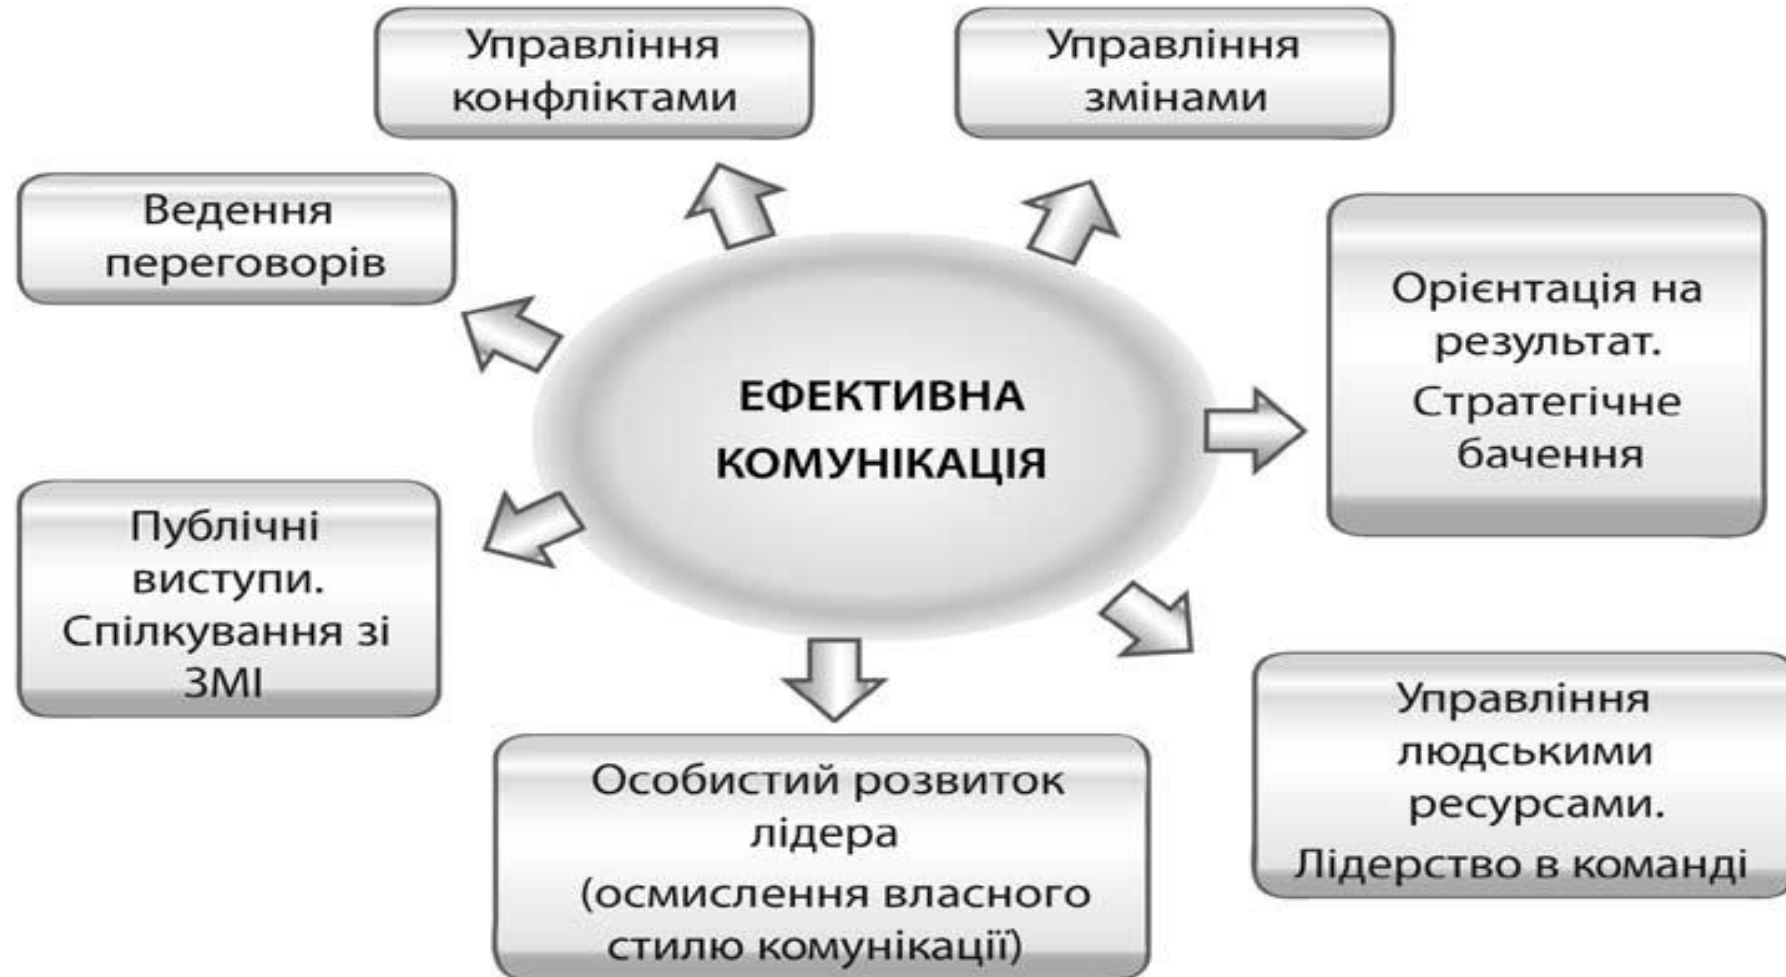 Управління
конфліктами
Управління
змінами
Ведення
переговорів
Орієнтація на
результат.
Стратегічне
бачення
ЕФЕКТИВНА
КОМУНІКАЦІЯ
Публічні
виступи.
Спілкування зі
ЗМІ
Управління
людськими
ресурсами.
Лідерство в команді
Особистий розвиток
лідера
(осмислення власного
стилю комунікації)